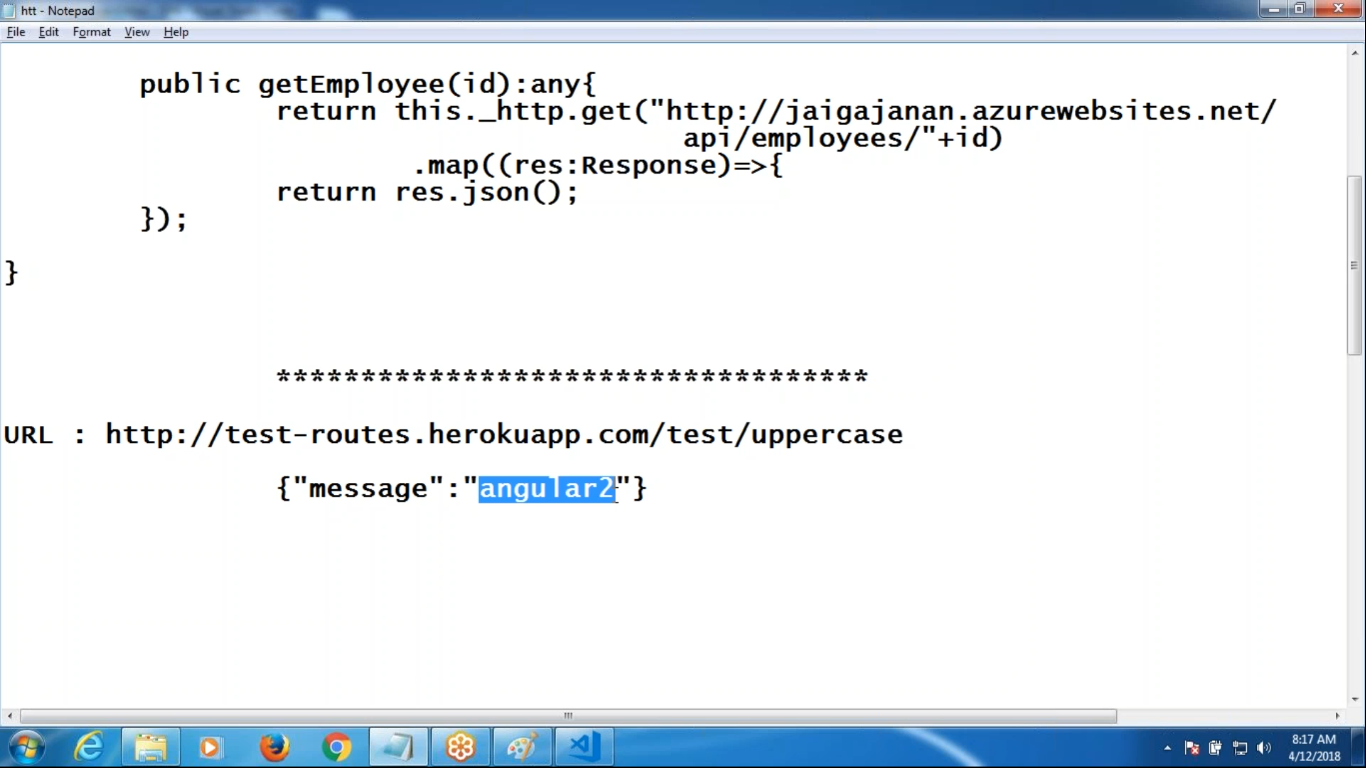 htt - Notepad
File Edit Format View Help
public getEmployee(id):any{
return this._http.get("http://jaigajanan.azurewebsites.net/
api/employees/"+id)
.map((res:Response)=>{
return res.json();
});
}
***********************************
URL : http://test-routes.herokuapp.com/test/uppercase
{"message":"angular2"}
8:17 AM
4/12/2018